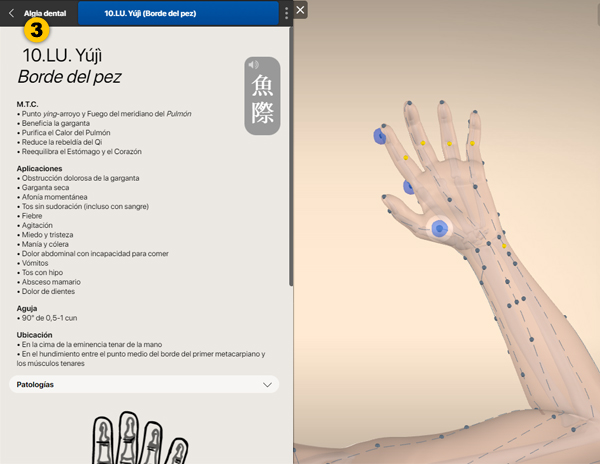 Algia dental
10.LU. Yújì (Borde del pez)
3
10.LU. Yújì
Borde del pez
魚
際
M.T.C.
• Punto ying-arroyo y Fuego del meridiano del Pulmón
• Beneficia la garganta
• Purifica el Calor del Pulmón
• Reduce la rebeldía del Qi
• Reequilibra el Estómago y el Corazón
Aplicaciones
• Obstrucción dolorosa de la garganta
• Garganta seca
• Afonía momentánea
• Tos sin sudoración (incluso con sangre)
• Fiebre
• Agitación
• Miedo y tristeza
• Manía y cólera
• Dolor abdominal con incapacidad para comer
• Vómitos
• Tos con hipo
• Absceso mamario
• Dolor de dientes
Aguja
• 90° de 0,5-1 cun
Ubicación
• En la cima de la eminencia tenar de la mano
• En el hundimiento entre el punto medio del borde del primer metacarpiano y
los músculos tenares
Patologías